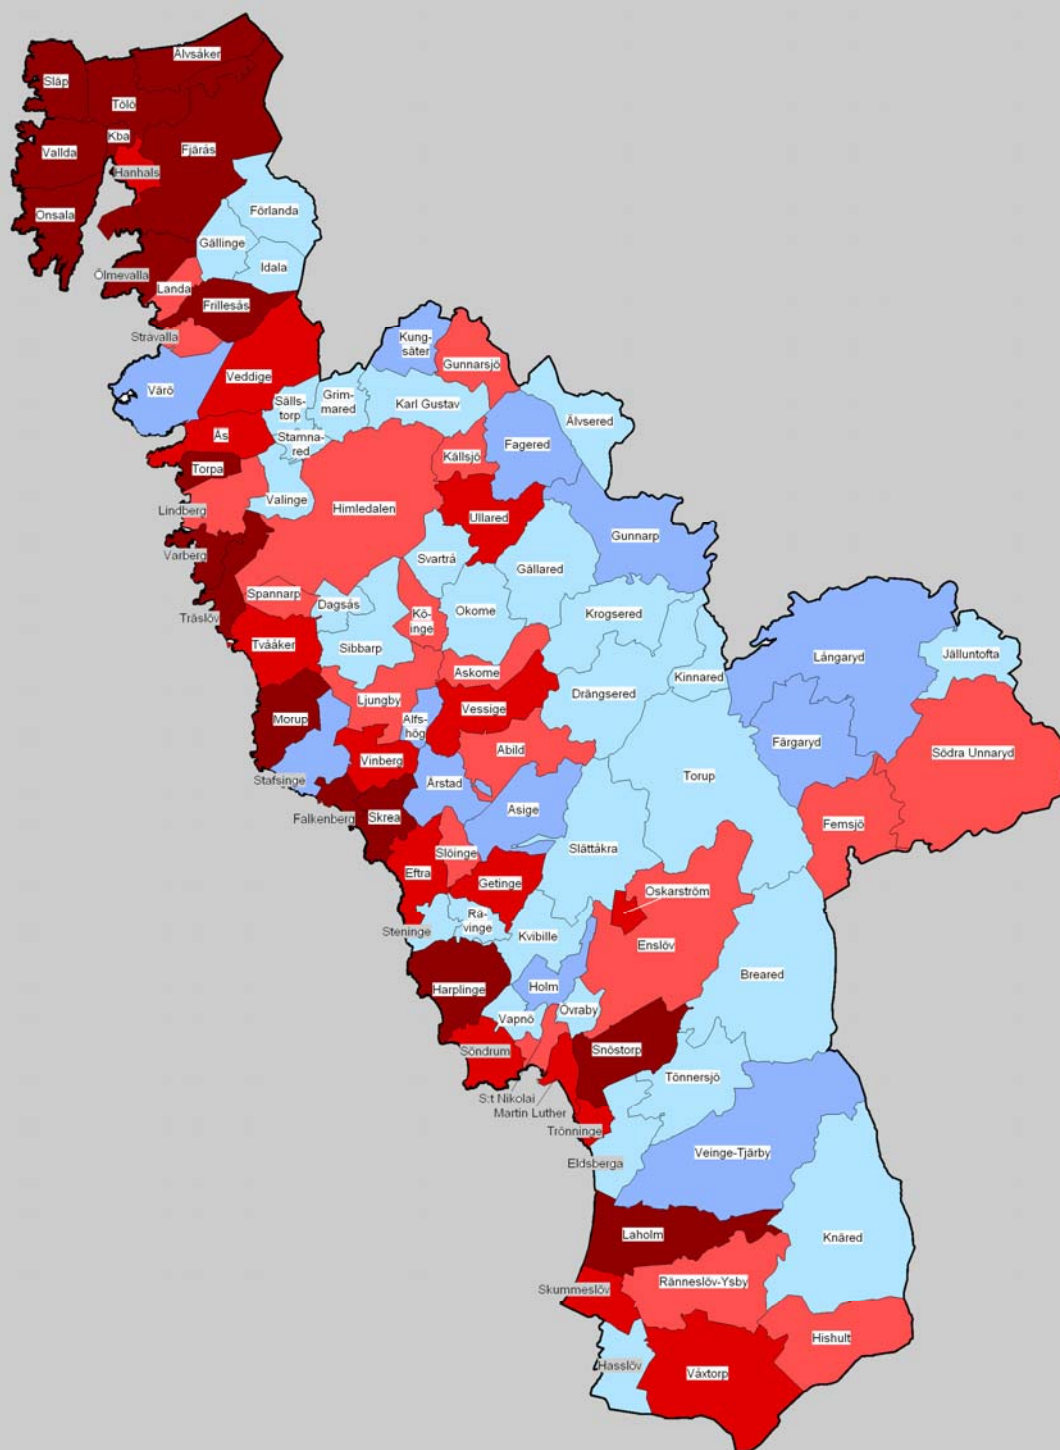 Älvsåker
Släp
Tölö
Kba
Vallda
Fjärås
Hanhals
Onsala
Förlanda
Gällinge
Idala
Ölmevalla
Landa
Frillesås
Stråvalla
Kung-
säter
Gunnarsjö
Värö
Veddige
Grim-
mared
Sälls-
torp
Karl Gustav
Älvsered
Ås
Stamna-
red
Fagered
Torpa
Källsjö
Valinge
Lindberg
Himledalen
Ullared
Gunnarp
Varberg
Svartrå
Gällared
Spannarp
Dagsås
Okome
Krogsered
Träslöv
Kö-
inge
Tvååker
Sibbarp
Långaryd
Jälluntofta
Askome
Kinnared
Drängsered
Ljungby
Vessige
Morup
Alfs-
hög
Färgaryd
Abild
Södra Unnaryd
Vinberg
Torup
Stafsinge
Årstad
Asige
Falkenberg
Skrea
Femsjö
Slöinge
Slättåkra
Eftra
Getinge
Oskarström
Rä-
vinge
Steninge
Kvibille
Enslöv
Breared
Harplinge
Holm
Övraby
Vapnö
Söndrum
Snöstorp
Tönnersjö
S:t Nikolai
Martin Luther
Trönninge
Veinge-Tjärby
Eldsberga
Laholm
Knäred
Ränneslöv-Ysby
Skummeslöv
Hishult
Hasslöv
Våxtorp